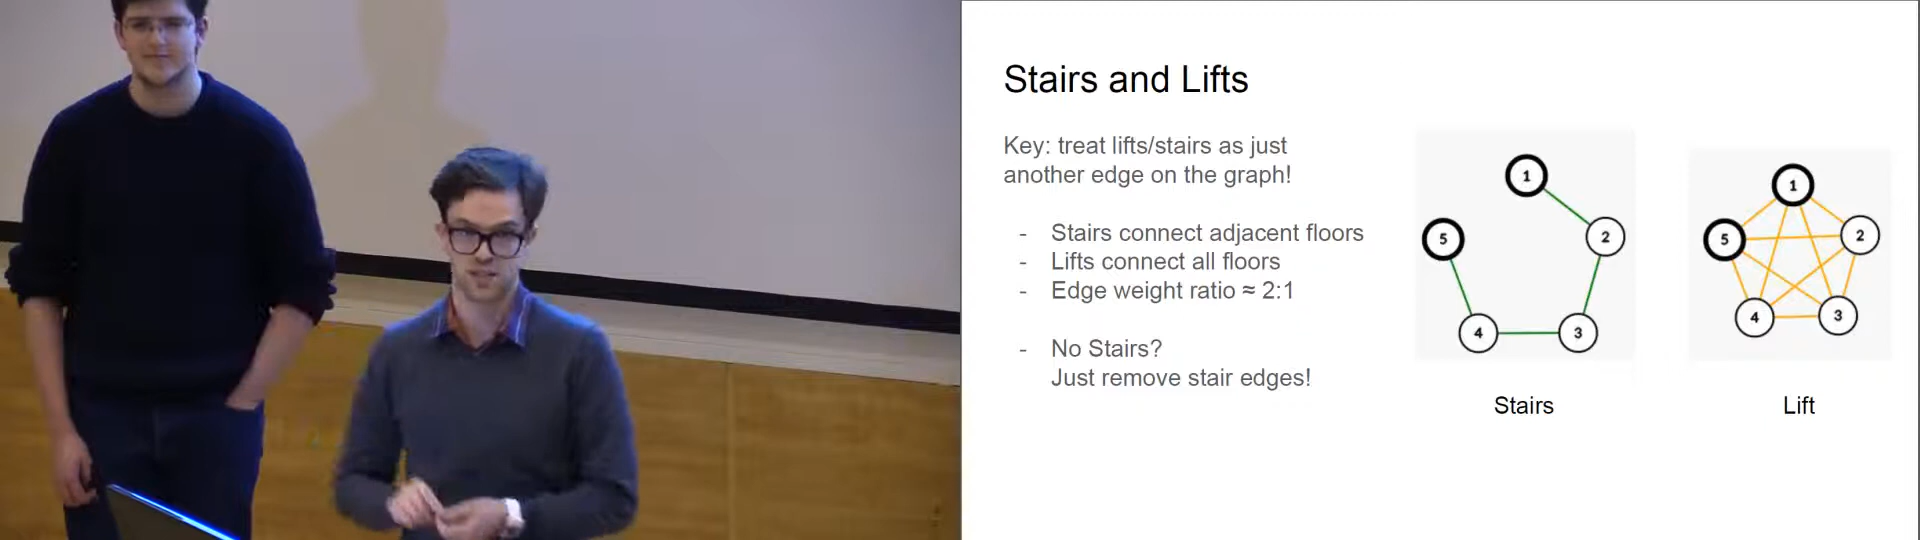 Stairs and Lifts
Key: treat lifts/stairs as just
another edge on the graph!
- Stairs connect adjacent floors
- Lifts connect all floors
- Edge weight ratio ≈ 2:1
- No Stairs?
Just remove stair edges!
1
5
2
4
3
Stairs
1
5
2
4
3
Lift